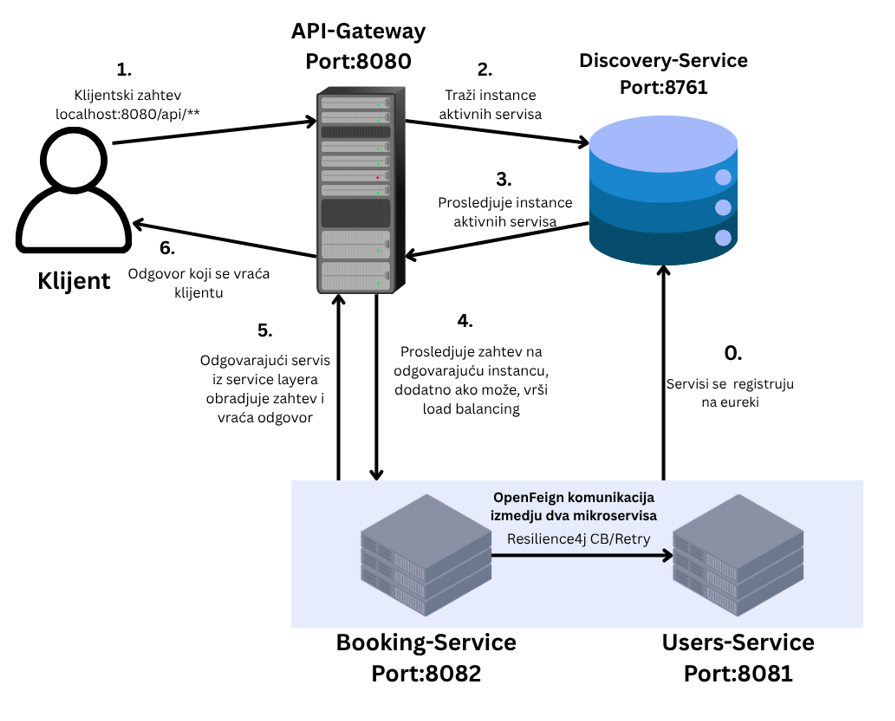 API-Gateway
Port:8080
Discovery-Service
Port:8761
1.
Klijentski zahtev
localhost:8080/api/**
2.
Traži instance
aktivnih servisa
3.
Prosledjuje instance
aktivnih servisa
6.
Odgovor koji se vraća
klijentu
Klijent
5.
Odgovarajući servis
iz service layera
obradjuje zahtev i
vraća odgovor
4.
Prosledjuje zahtev na
odgovarajuću instancu,
dodatno ako može, vrši
load balancing
0.
Servisi se registruju
na eureki
OpenFeign komunikacija
izmedju dva mikroservisa
Resilience4j CB/Retry
Booking-Service
Port:8082
Users-Service
Port:8081